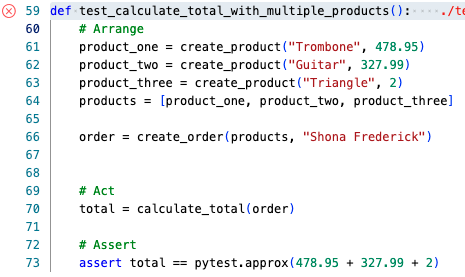 59 def test_calculate_total_with_multiple_products(): ./te
60 # Arrange
61 product_one = create_product("Trombone", 478.95)
62 product_two = create_product("Guitar", 327.99)
63 product_three = create_product("Triangle", 2)
64 products = [product_one, product_two, product_three]
65
66 order = create_order(products, "Shona Frederick")
67
68
69 # Act
70 total = calculate_total(order)
71
72 # Assert
73 assert total == pytest.approx(478.95 + 327.99 + 2)